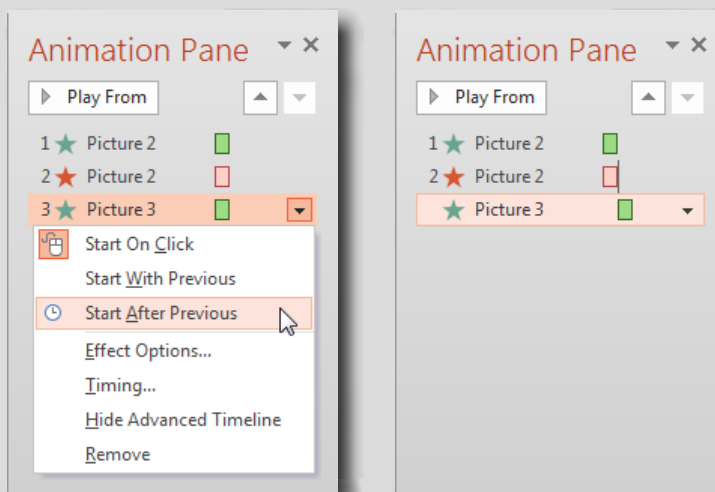 Animation Pane
Play From
1 Picture 2
2 Picture 2
3 Picture 3
Start On Click
Start With Previous
Start After Previous
Effect Options...
Timing...
Hide Advanced Timeline
Remove
Animation Pane
Play From
1 Picture 2
2 Picture 2
Picture 3